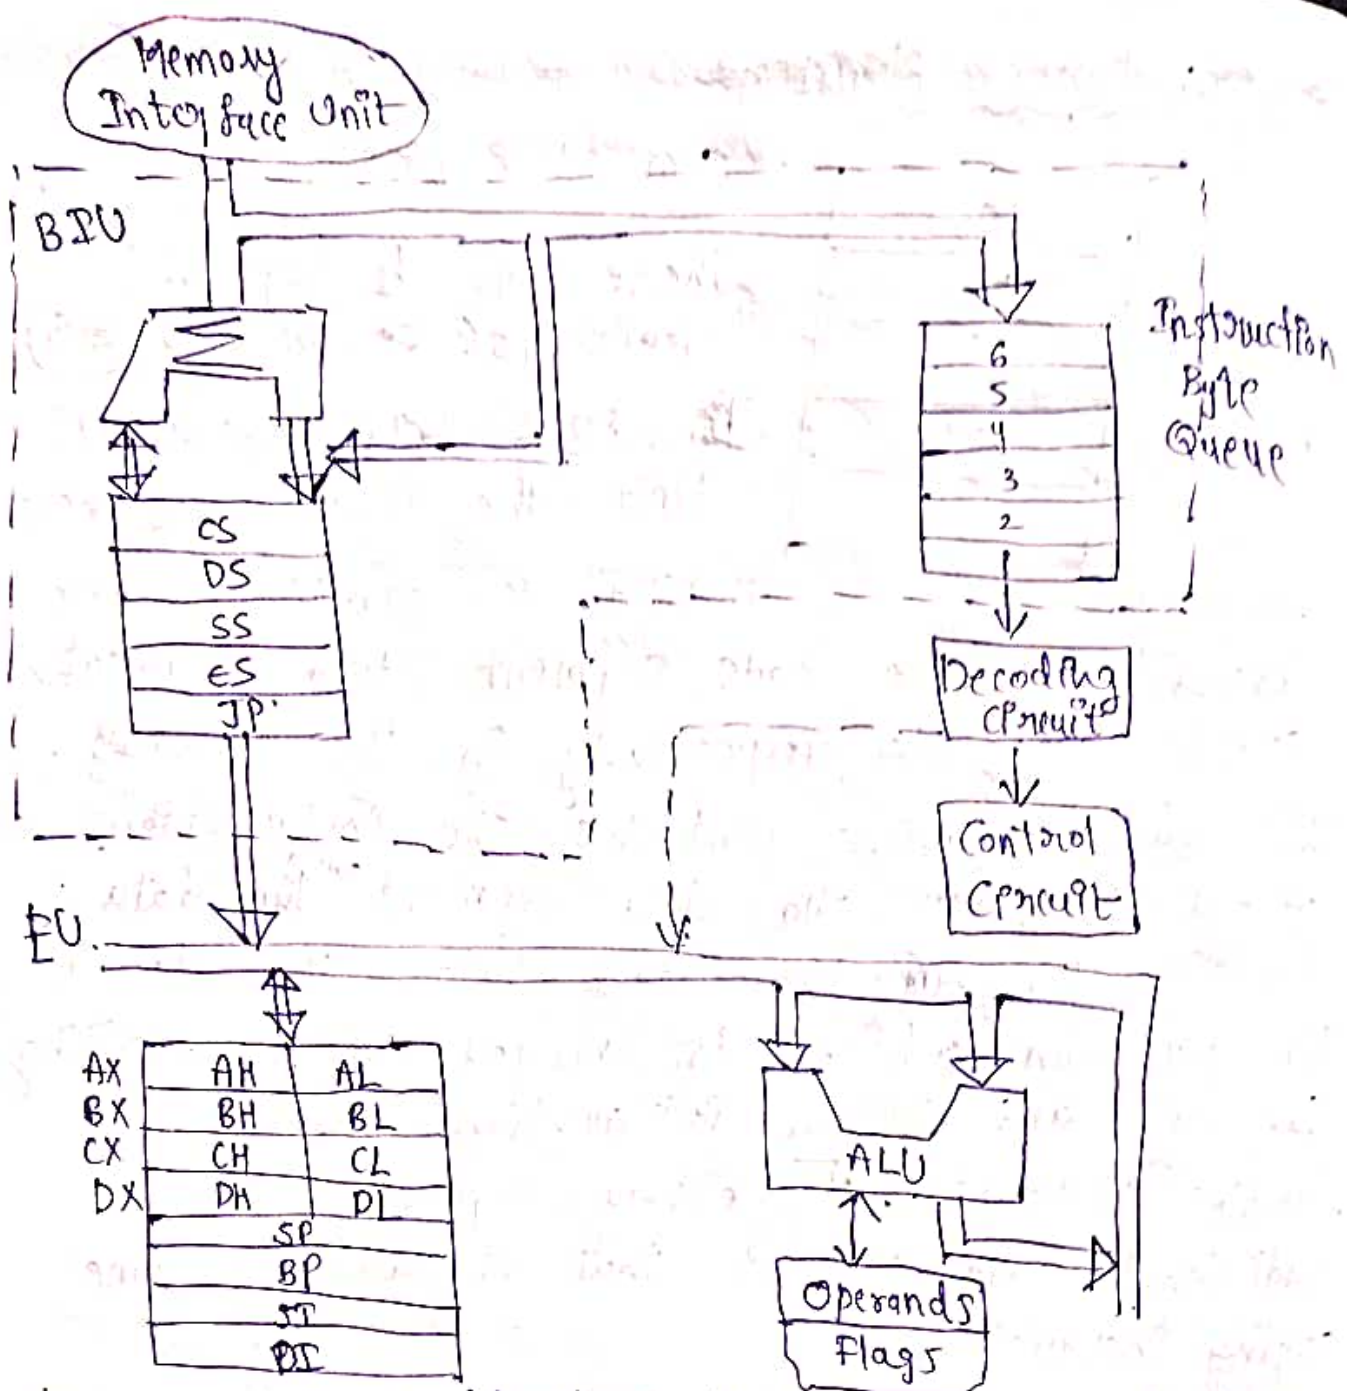 Memory
Interface Unit
BIU
Instruction
Byte
Queue
6
5
4
3
2
CS
DS
SS
ES
IP
Decoding
Circuit
Control
Circuit
EU
AX AH AL
BX BH BL
CX CH CL
DX DH DL
SP
BP
SI
DI
ALU
Operands
Flags